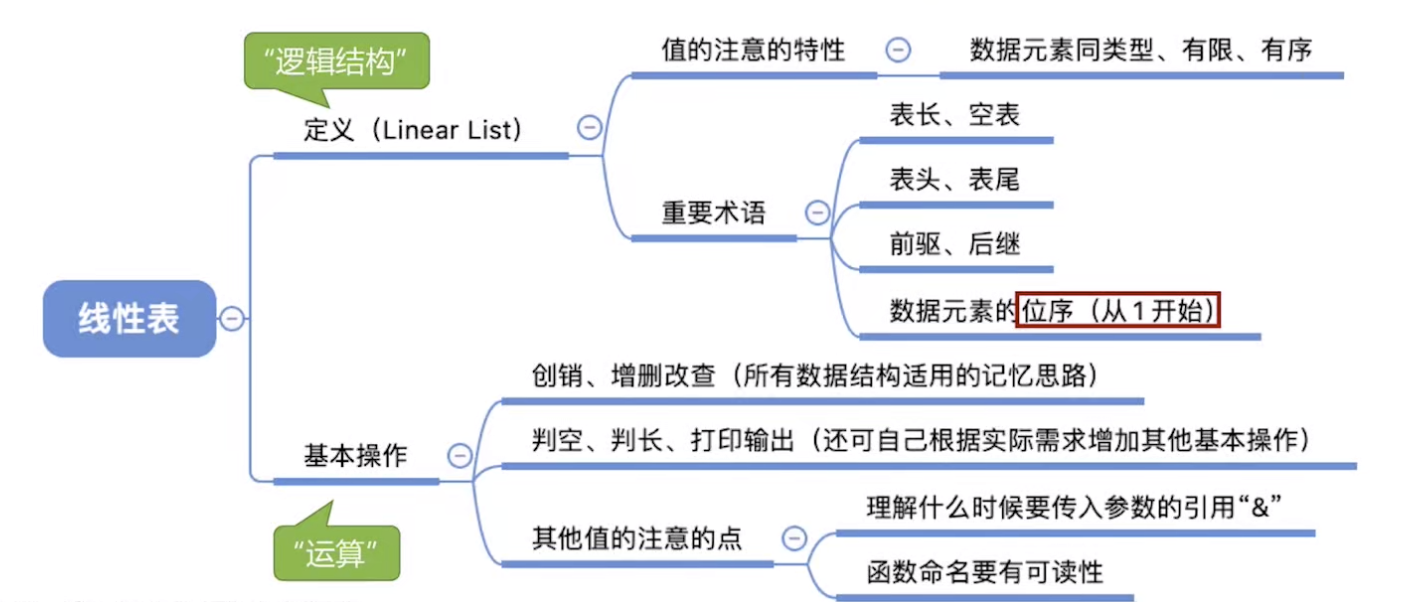 “逻辑结构”
值的注意的特性
数据元素同类型、有限、有序
定义（Linear List）
表长、空表
表头、表尾
重要术语
前驱、后继
数据元素的位序（从1开始）
线性表
创销、增删改查（所有数据结构适用的记忆思路）
判空、判长、打印输出（还可自己根据实际需求增加其他基本操作）
基本操作
理解什么时候要传入参数的引用“&”
其他值的注意的点
“运算”
函数命名要有可读性